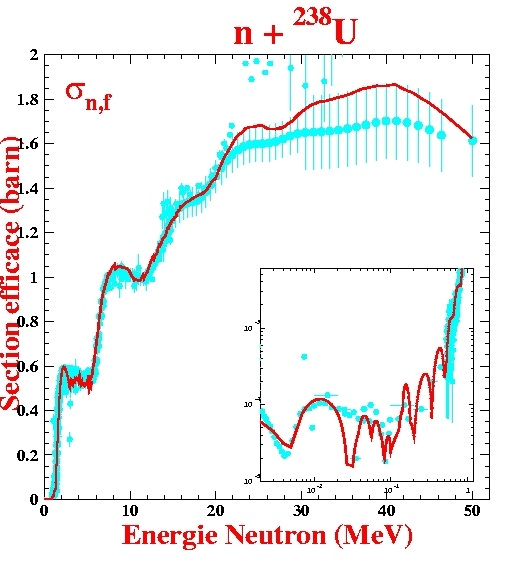 n + ²³⁸U
σn,f
Section efficace (barn)
2
1.8
1.6
1.4
1.2
1
0.8
0.6
0.4
0.2
0
0 10 20 30 40 50
Energie Neutron (MeV)
10⁻² 10⁻¹ 1